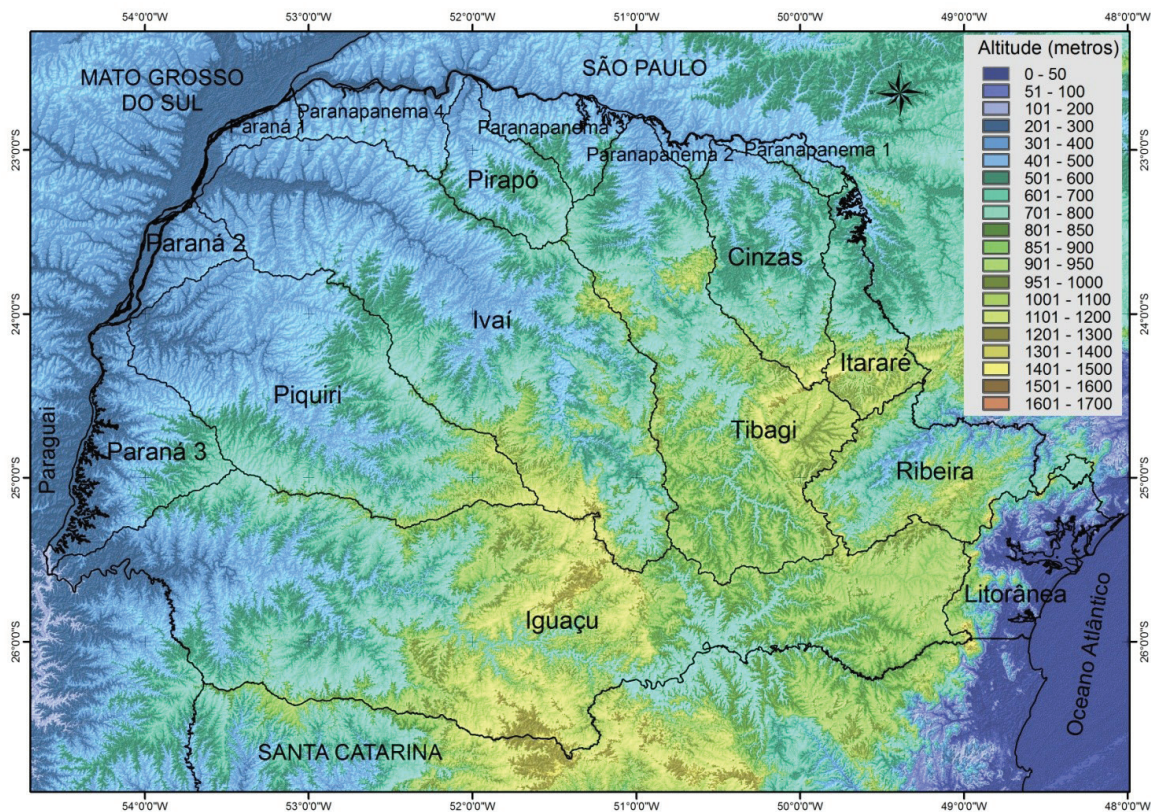 54°0'0"W
53°0'0"W
52°0'0"W
51°0'0"W
50°0'0"W
49°0'0"W
48°0'0"W
MATO GROSSO
DO SUL
SÃO PAULO
Altitude (metros)
0 - 50
51 - 100
101 - 200
201 - 300
301 - 400
401 - 500
501 - 600
601 - 700
701 - 800
801 - 850
851 - 900
901 - 950
951 - 1000
1001 - 1100
1101 - 1200
1201 - 1300
1301 - 1400
1401 - 1500
1501 - 1600
1601 - 1700
Paraná 1
Paranapanema 4
Paranapanema 3
Paranapanema 2
Paranapanema 1
23°0'0"S
23°0'0"S
Pirapó
Paraná 2
Cinzas
24°0'0"S
24°0'0"S
Ivaí
Itararé
Piquiri
Tibagi
Paraguai
Paraná 3
Ribeira
25°0'0"S
25°0'0"S
Iguaçu
Litorânea
Oceano Atlântico
26°0'0"S
26°0'0"S
SANTA CATARINA
54°0'0"W
53°0'0"W
52°0'0"W
51°0'0"W
50°0'0"W
49°0'0"W
48°0'0"W